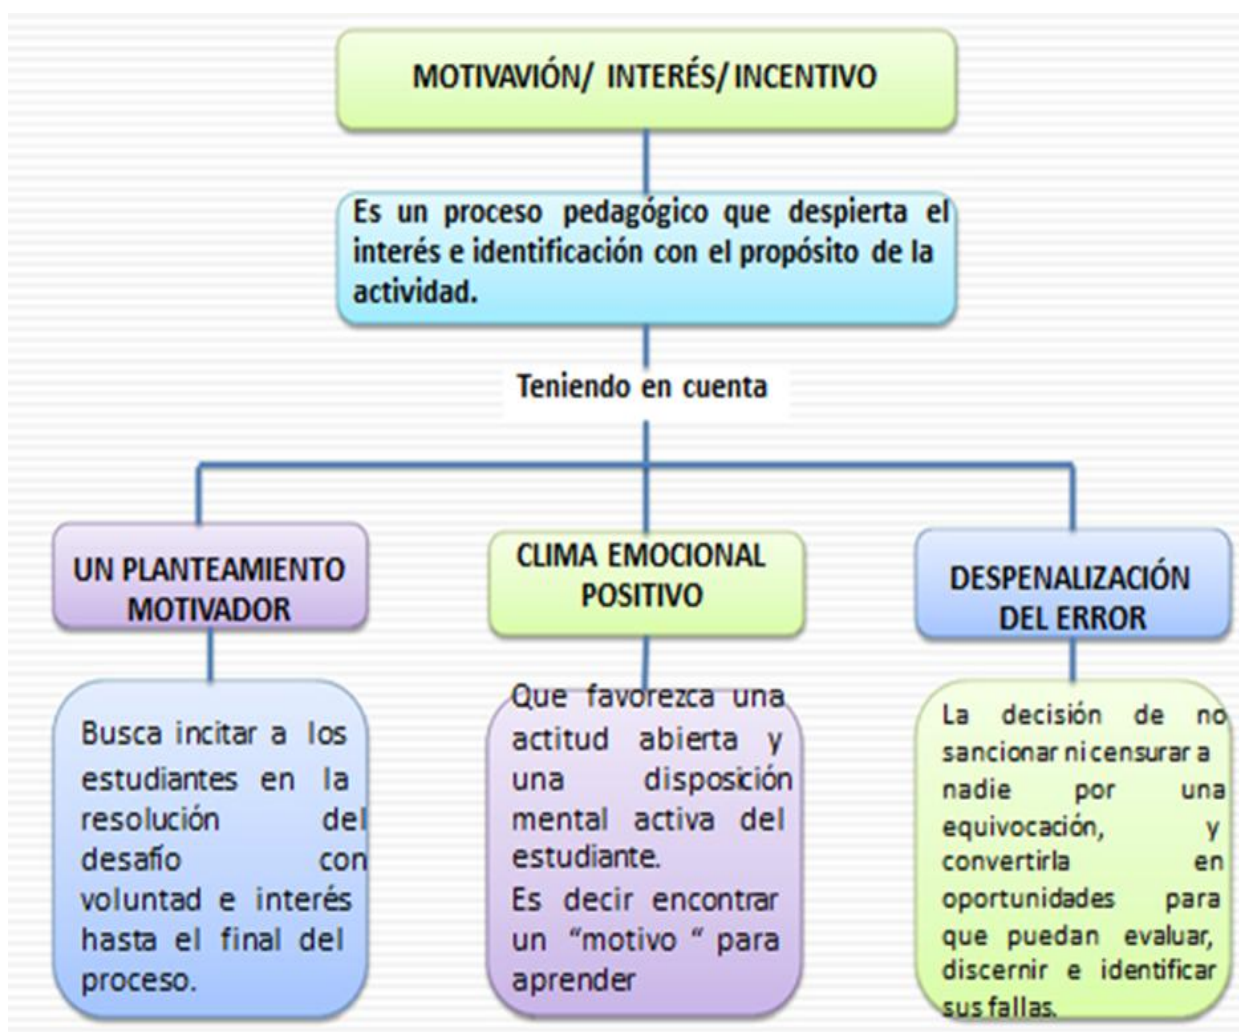 MOTIVAVIÓN/ INTERÉS/ INCENTIVO
Es un proceso pedagógico que despierta el
interés e identificación con el propósito de la
actividad.
Teniendo en cuenta
UN PLANTEAMIENTO
MOTIVADOR
Busca incitar a los
estudiantes en la
resolución del
desafío con
voluntad e interés
hasta el final del
proceso.
CLIMA EMOCIONAL
POSITIVO
Que favorezca una
actitud abierta y
una disposición
mental activa del
estudiante.
Es decir encontrar
un “motivo “ para
aprender
DESPENALIZACIÓN
DEL ERROR
La decisión de no
sancionar ni censurar a
nadie por una
equivocación, y
convertirla en
oportunidades para
que puedan evaluar,
discernir e identificar
sus fallas.